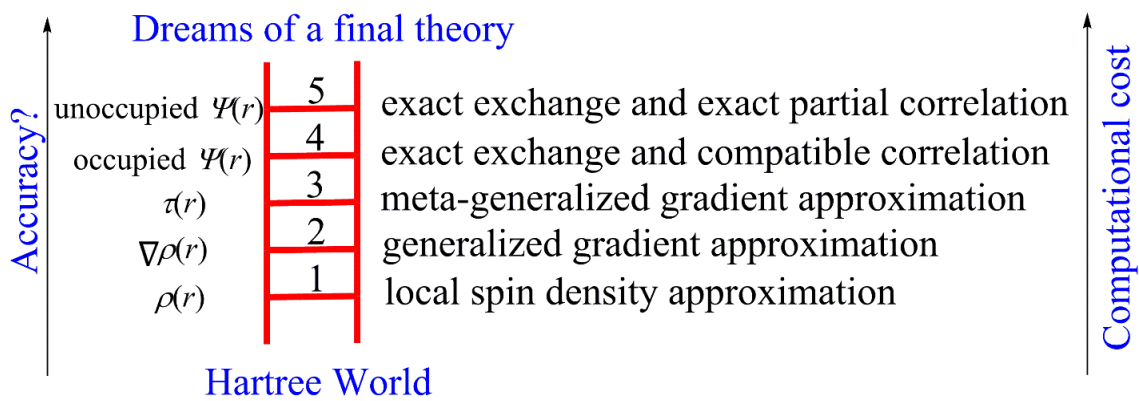 Dreams of a final theory
Accuracy?
Computational cost
unoccupied Ψ(r) 5 exact exchange and exact partial correlation
occupied Ψ(r) 4 exact exchange and compatible correlation
τ(r) 3 meta-generalized gradient approximation
∇ρ(r) 2 generalized gradient approximation
ρ(r) 1 local spin density approximation
Hartree World